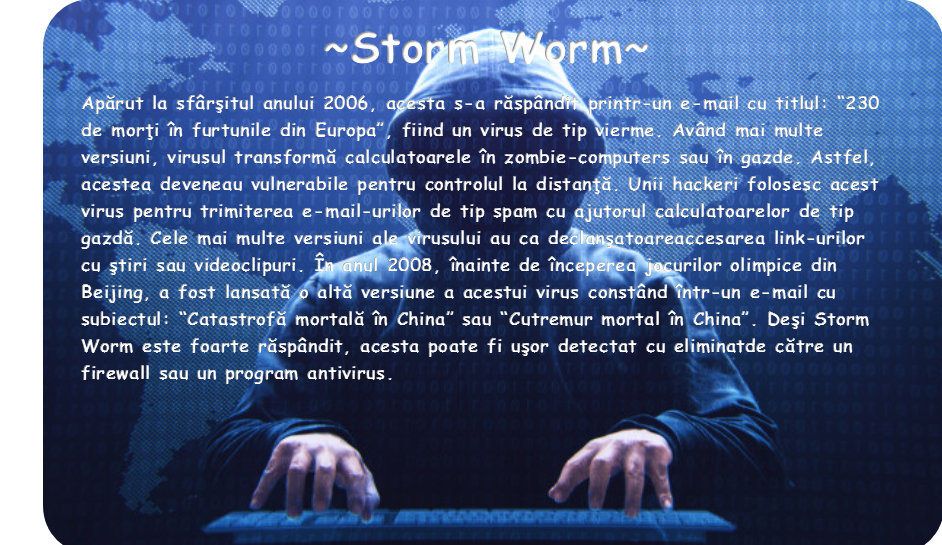 ~Storm Worm~
Apărut la sfârşitul anului 2006, acesta s-a răspândit printr-un e-mail cu titlul: “230
de morţi în furtunile din Europa”, fiind un virus de tip vierme. Având mai multe
versiuni, virusul transformă calculatoarele în zombie-computers sau în gazde. Astfel,
acestea deveneau vulnerabile pentru controlul la distanţă. Unii hackeri folosesc acest
virus pentru trimiterea e-mail-urilor de tip spam cu ajutorul calculatoarelor de tip
gazdă. Cele mai multe versiuni ale virusului au ca declanşatoareaccesarea link-urilor
cu ştiri sau videoclipuri. În anul 2008, înainte de începerea jocurilor olimpice din
Beijing, a fost lansată o altă versiune a acestui virus constând într-un e-mail cu
subiectul: “Catastrofă mortală în China” sau “Cutremur mortal în China”. Deşi Storm
Worm este foarte răspândit, acesta poate fi uşor detectat cu eliminatde către un
firewall sau un program antivirus.